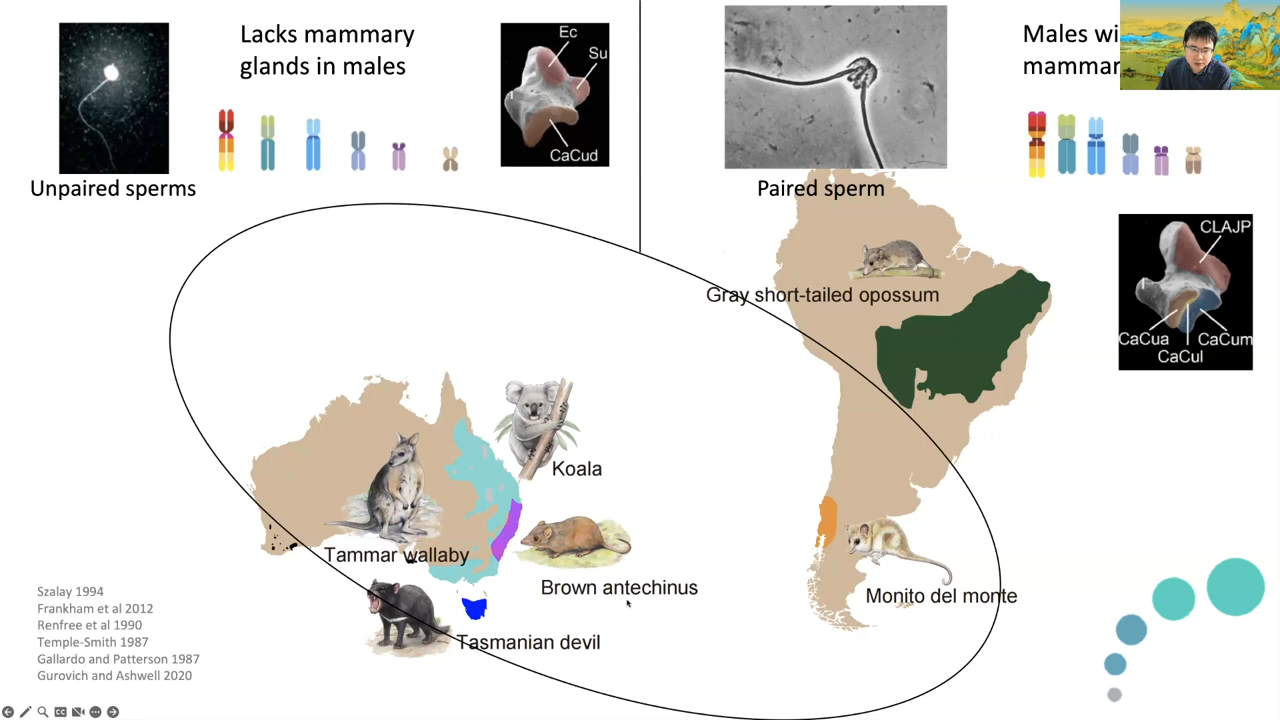 Lacks mammary
glands in males
Ec
Su
CaCud
Unpaired sperms
Paired sperm
Males
CLAJP
CaCua
CaCum
CaCul
Gray short-tailed opossum
Koala
Tammar wallaby
Brown antechinus
Monito del monte
Tasmanian devil
Szalay 1994
Frankham et al 2012
Renfree et al 1990
Temple-Smith 1987
Gallardo and Patterson 1987
Gurovich and Ashwell 2020